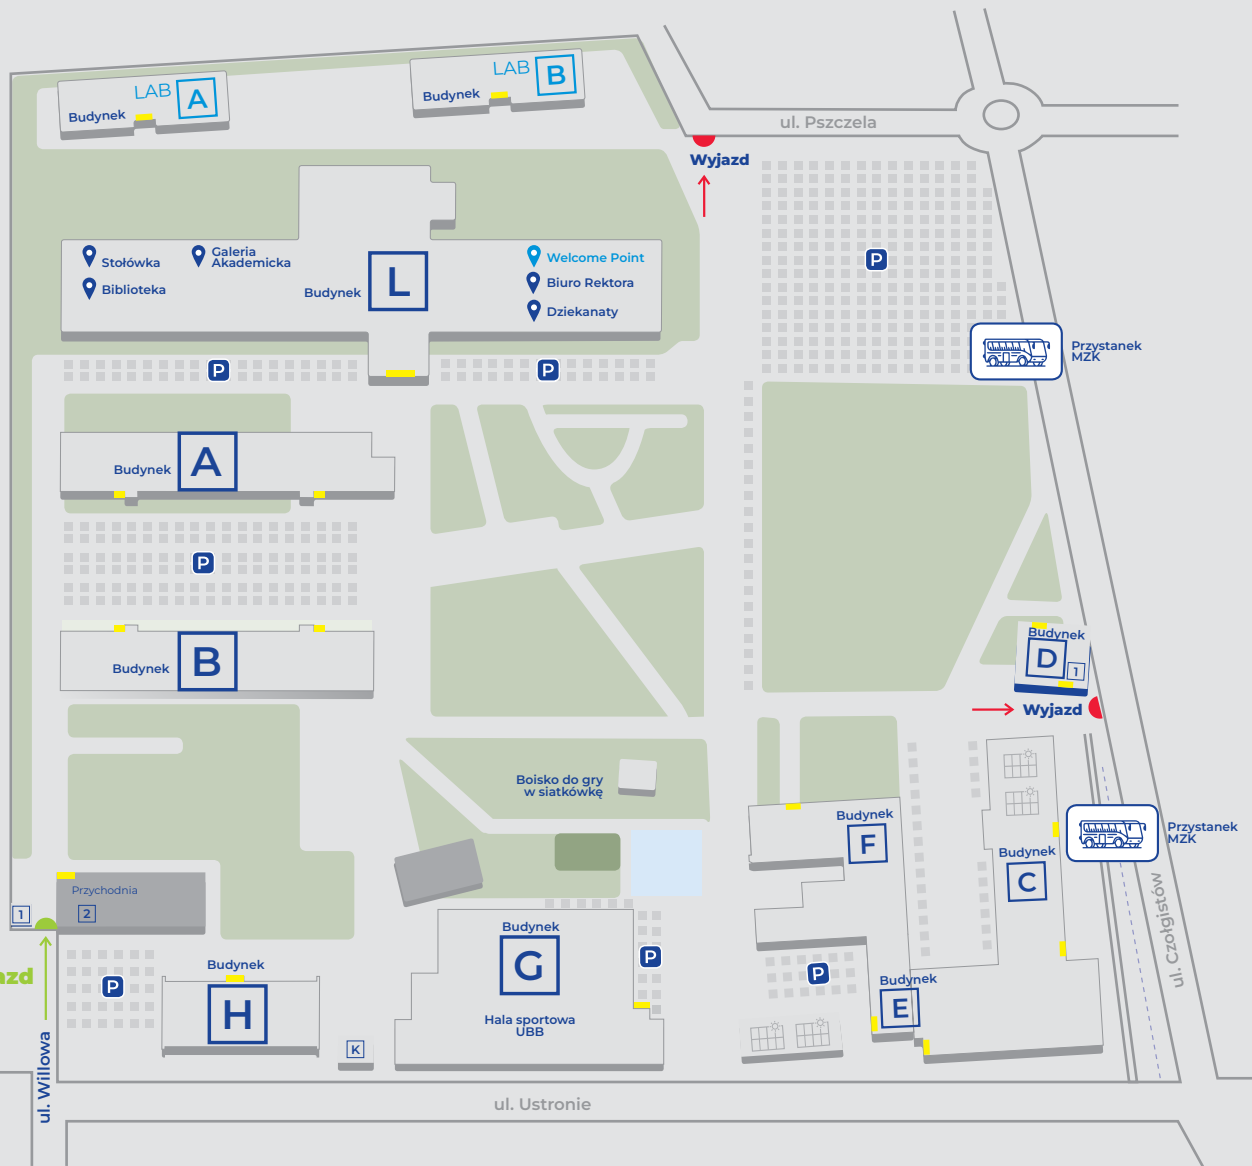 LAB
A
Budynek
LAB
B
Budynek
ul. Pszczela
Wyjazd
Stołówka
Galeria
Akademicka
Biblioteka
Budynek
L
Welcome Point
Biuro Rektora
Dziekanaty
P
Przystanek
MZK
P
P
Budynek
A
P
Budynek
B
Budynek
D
1
Wyjazd
Boisko do gry
w siatkówkę
Budynek
F
Przystanek
MZK
Budynek
C
Przychodnia
2
1
ul. Czołgistów
Budynek
G
Hala sportowa
UBB
P
P
Budynek
H
P
K
Budynek
E
ul. Willowa
ul. Ustronie